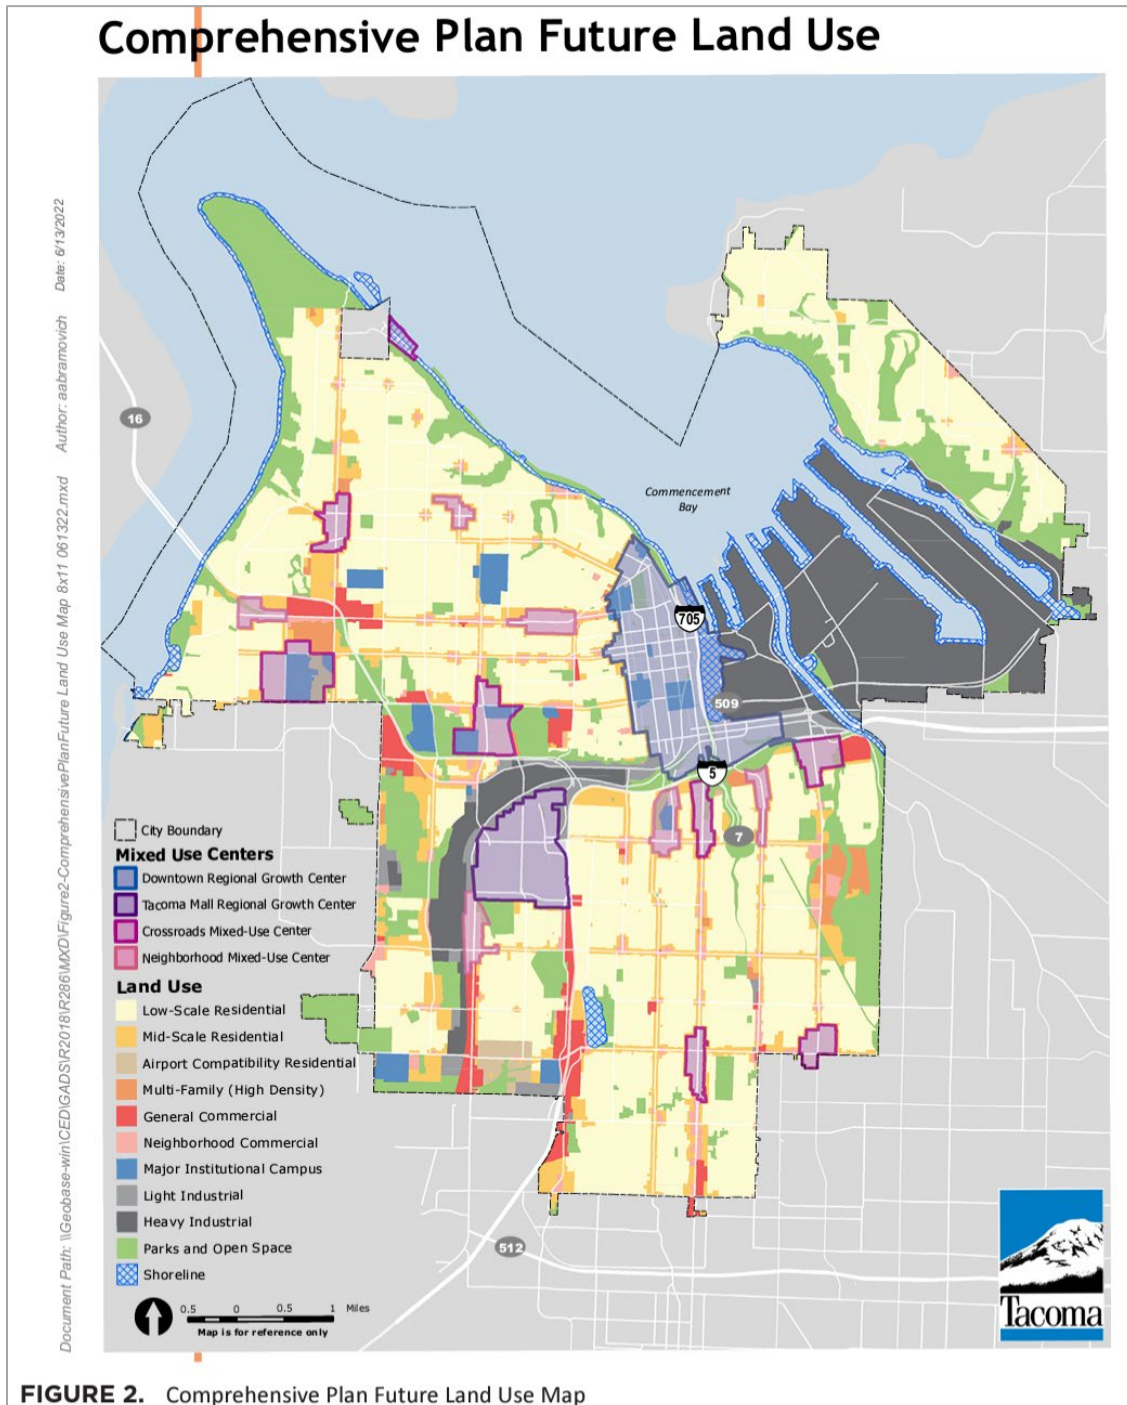 Comprehensive Plan Future Land Use
Document Path: \\Geobase-win\CED\GADS\R2018\R286\MXD\Figure2-ComprehensivePlanFuture Land Use Map 8x11 061322.mxd Author: aabramovich Date: 6/13/2022
16
Commencement
Bay
705
509
5
7
City Boundary
Mixed Use Centers
Downtown Regional Growth Center
Tacoma Mall Regional Growth Center
Crossroads Mixed-Use Center
Neighborhood Mixed-Use Center
Land Use
Low-Scale Residential
Mid-Scale Residential
Airport Compatibility Residential
Multi-Family (High Density)
General Commercial
Neighborhood Commercial
Major Institutional Campus
Light Industrial
Heavy Industrial
Parks and Open Space
Shoreline
512
0.5 0 0.5 1 Miles
Map is for reference only
Tacoma
FIGURE 2. Comprehensive Plan Future Land Use Map